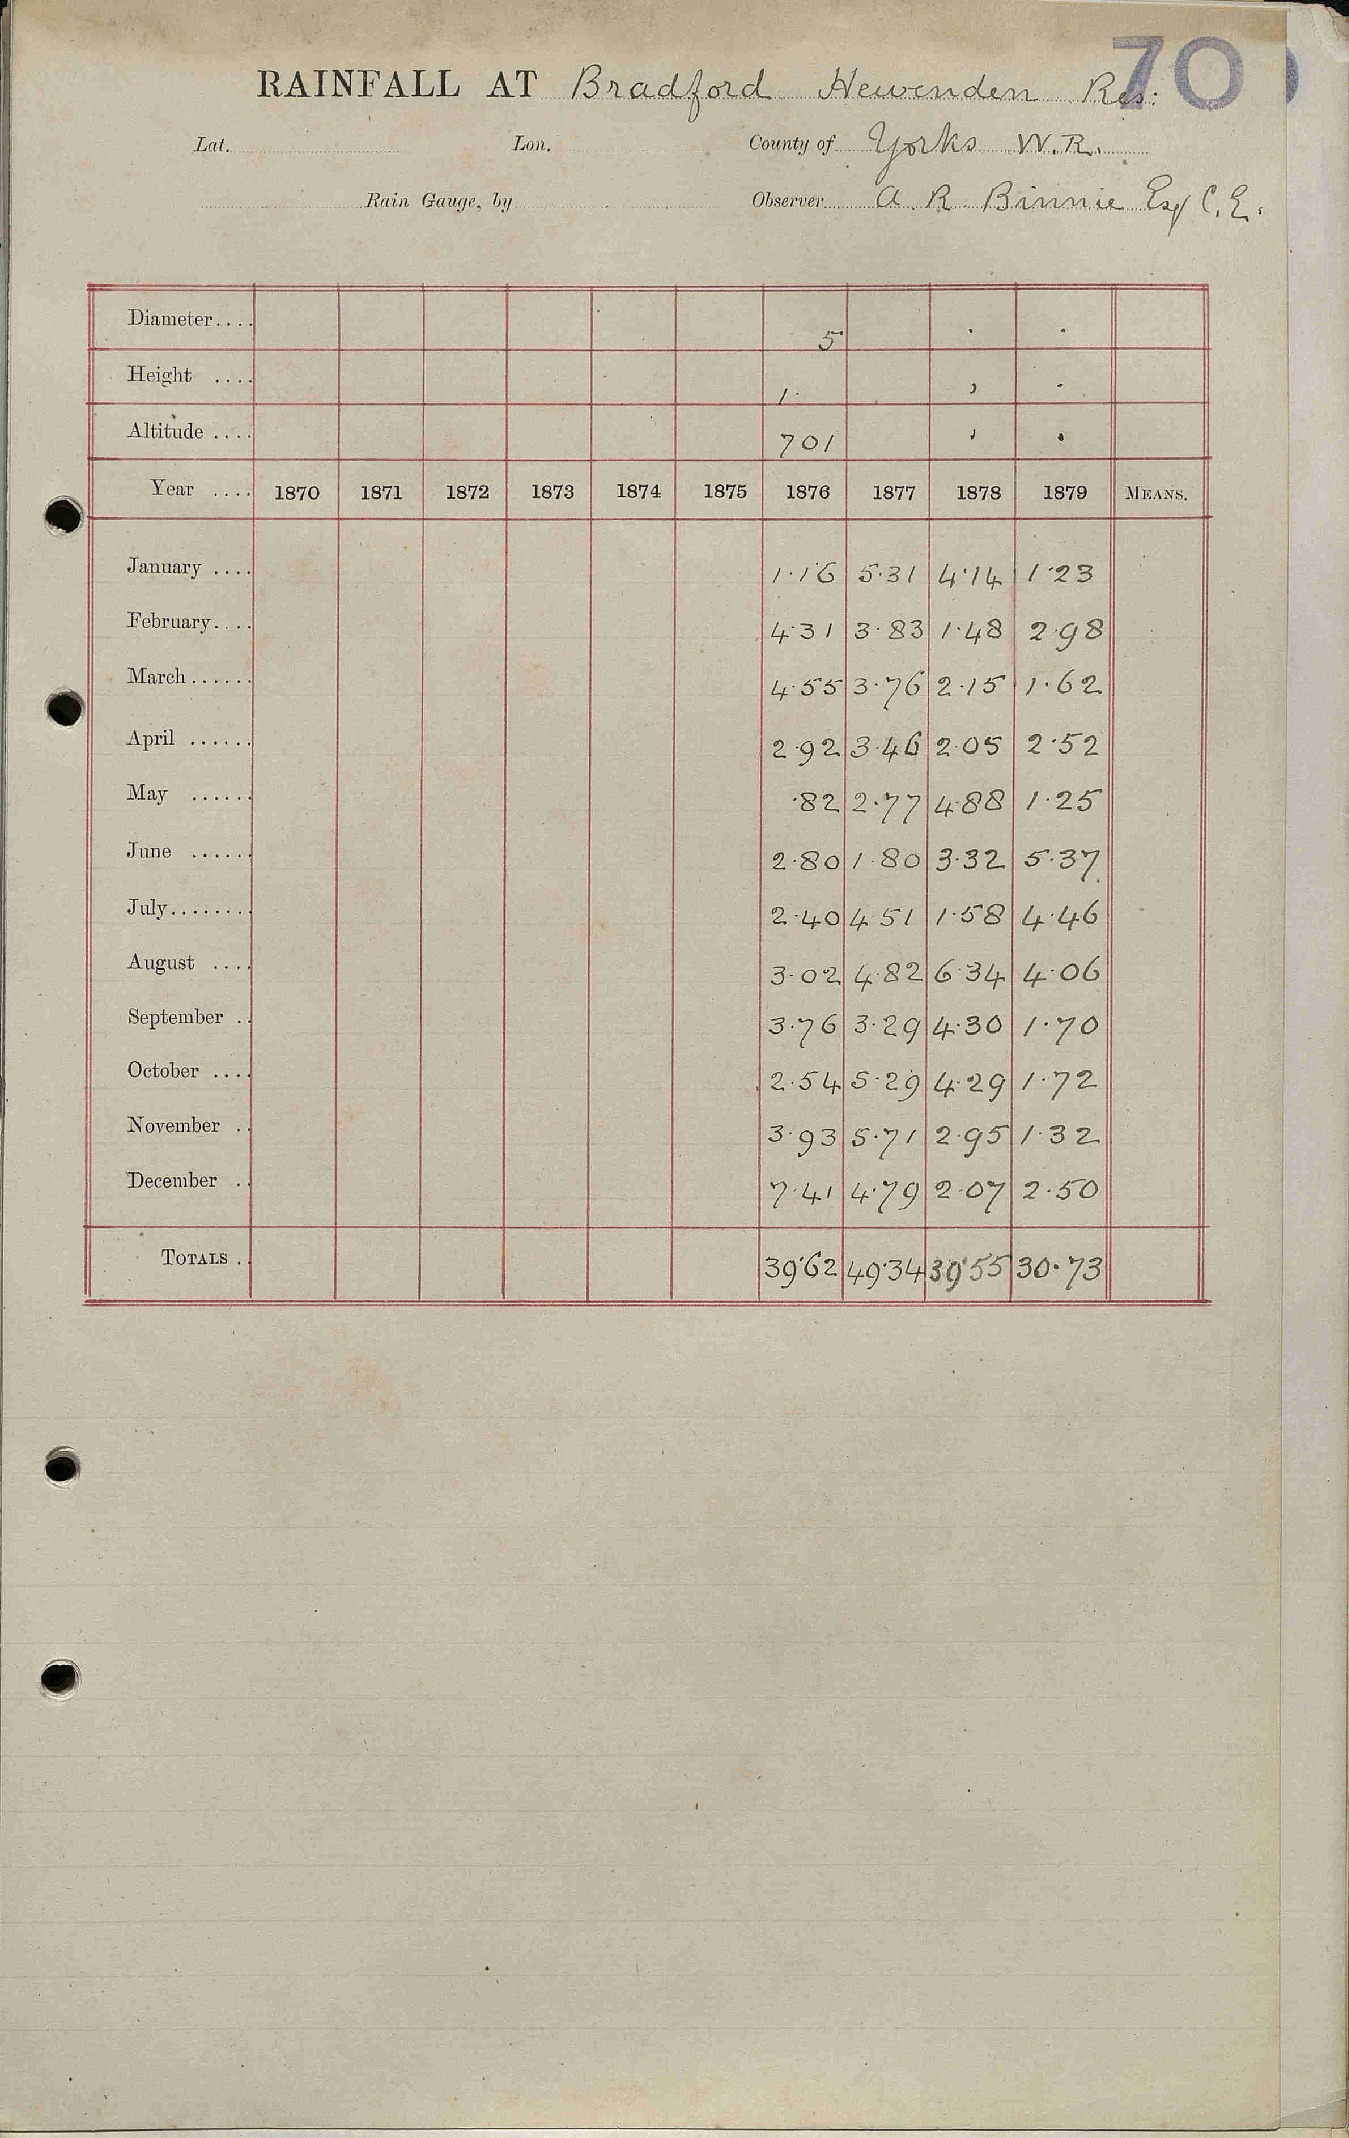 70
RAINFALL AT Bradford Hewenden Res:
Lat. Lon. County of Yorks W.R.
Rain Gauge, by Observer A. R. Binnie Esq C.E.
Diameter.... 5
Height .... 1·
Altitude .... 701
Year .... 1870 1871 1872 1873 1874 1875 1876 1877 1878 1879 MEANS.
January .... 1·16 5·31 4·14 1·23
February.... 4·31 3·83 1·48 2·98
March...... 4·55 3·76 2·15 1·62
April ...... 2·92 3·46 2·05 2·52
May ...... ·82 2·77 4·88 1·25
June ...... 2·80 1·80 3·32 5·37
July........ 2·40 4·51 1·58 4·46
August .... 3·02 4·82 6·34 4·06
September .. 3·76 3·29 4·30 1·70
October .... 2·54 5·29 4·29 1·72
November .. 3·93 5·71 2·95 1·32
December .. 7·41 4·79 2·07 2·50
TOTALS .. 39·62 49·34 39·55 30·73